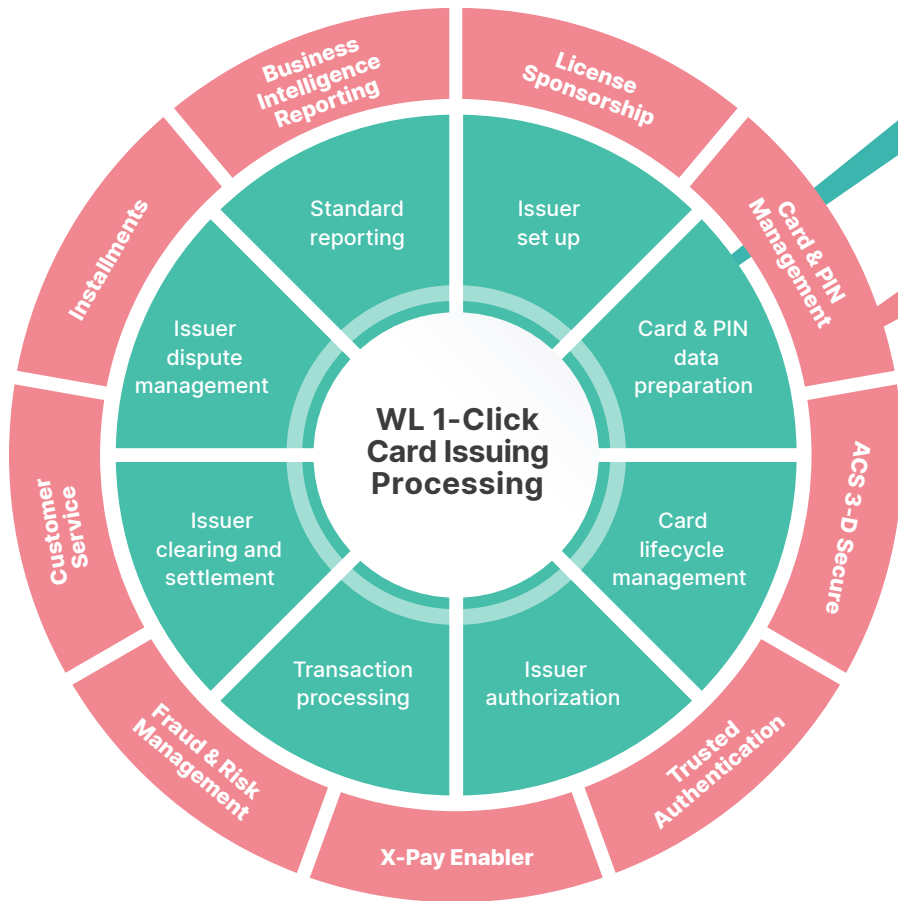 Business
Intelligence
Reporting
License
Sponsorship
Card & PIN
Management
ACS 3-D Secure
Trusted
Authentication
X-Pay Enabler
Fraud & Risk
Management
Customer
Service
Installments
Standard
reporting
Issuer
set up
Card & PIN
data
preparation
Card
lifecycle
management
Issuer
authorization
Transaction
processing
Issuer
clearing and
settlement
Issuer
dispute
management
WL 1-Click
Card Issuing
Processing